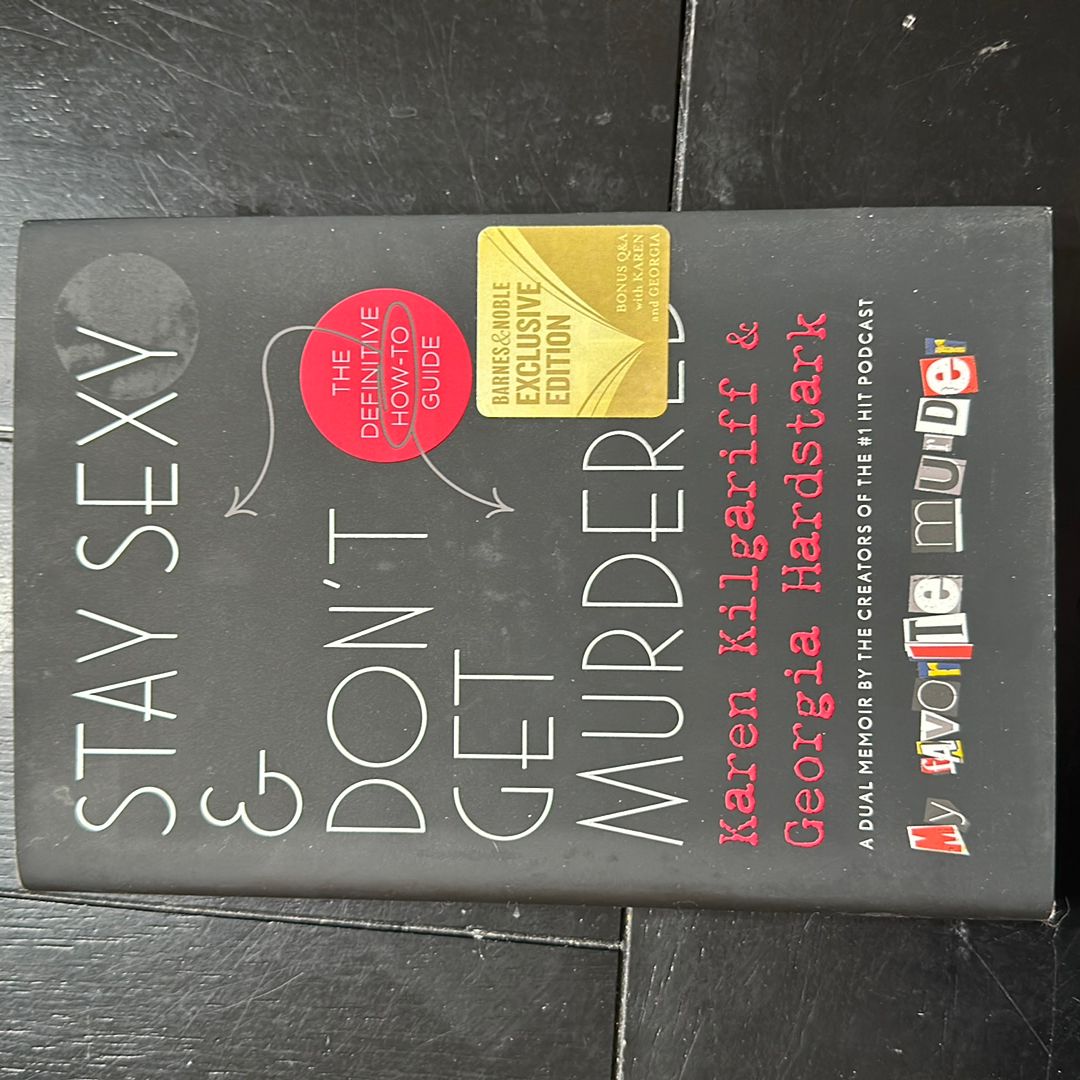 STAY SEXY
&
DON'T
GET
MURDERED
THE
DEFINITIVE
HOW-TO
GUIDE
BARNES&NOBLE
EXCLUSIVE
EDITION
BONUS Q&A
with KAREN
and GEORGIA
Karen Kilgariff &
Georgia Hardstark
A DUAL MEMOIR BY THE CREATORS OF THE #1 HIT PODCAST
My fAvorITe mUrDer